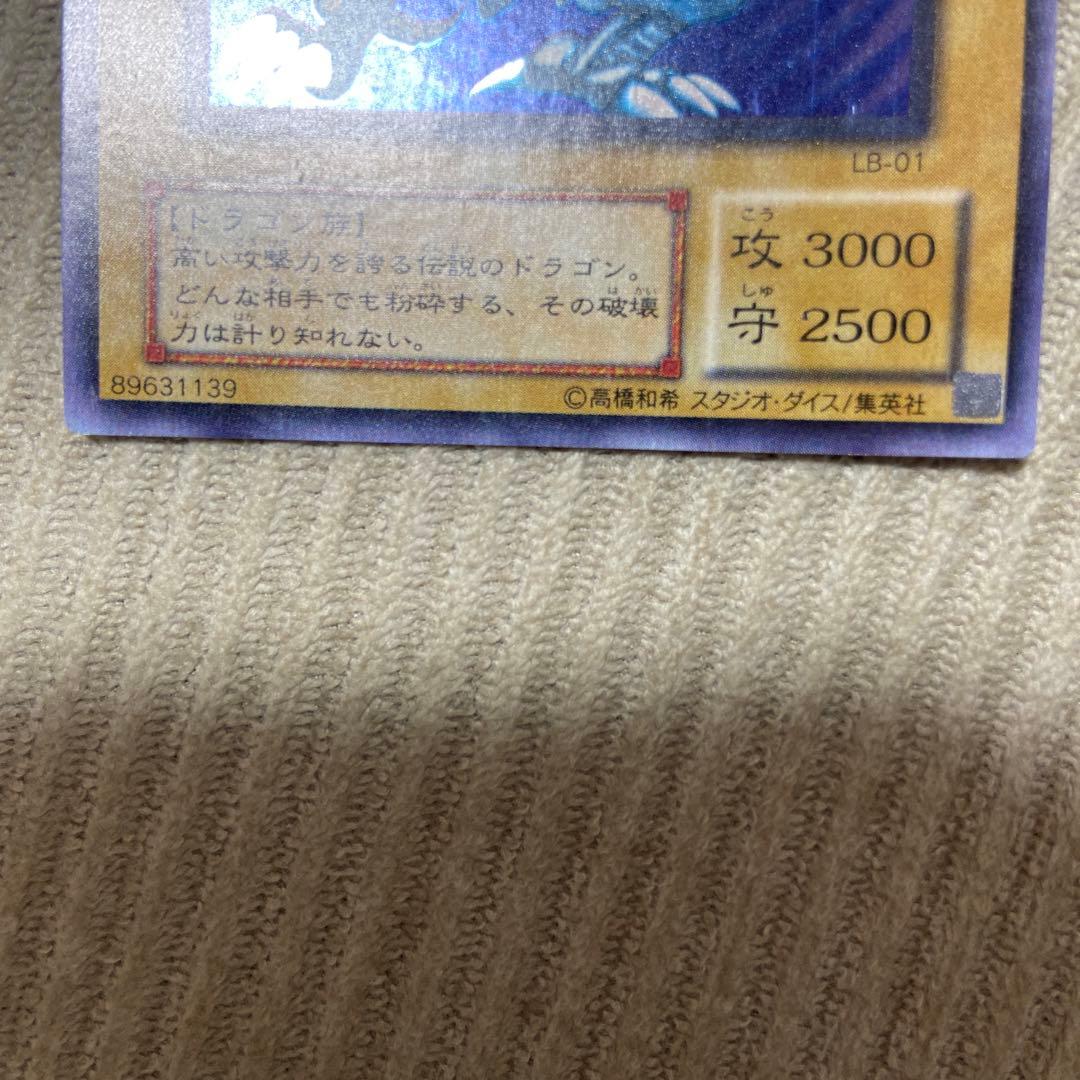 LB-01
【ドラゴン族】
高い攻撃力を誇る伝説のドラゴン。
どんな相手でも粉砕する、その破壊
力は計り知れない。
こう
攻 3000
しゅ
守 2500
89631139
©高橋和希 スタジオ・ダイス/集英社